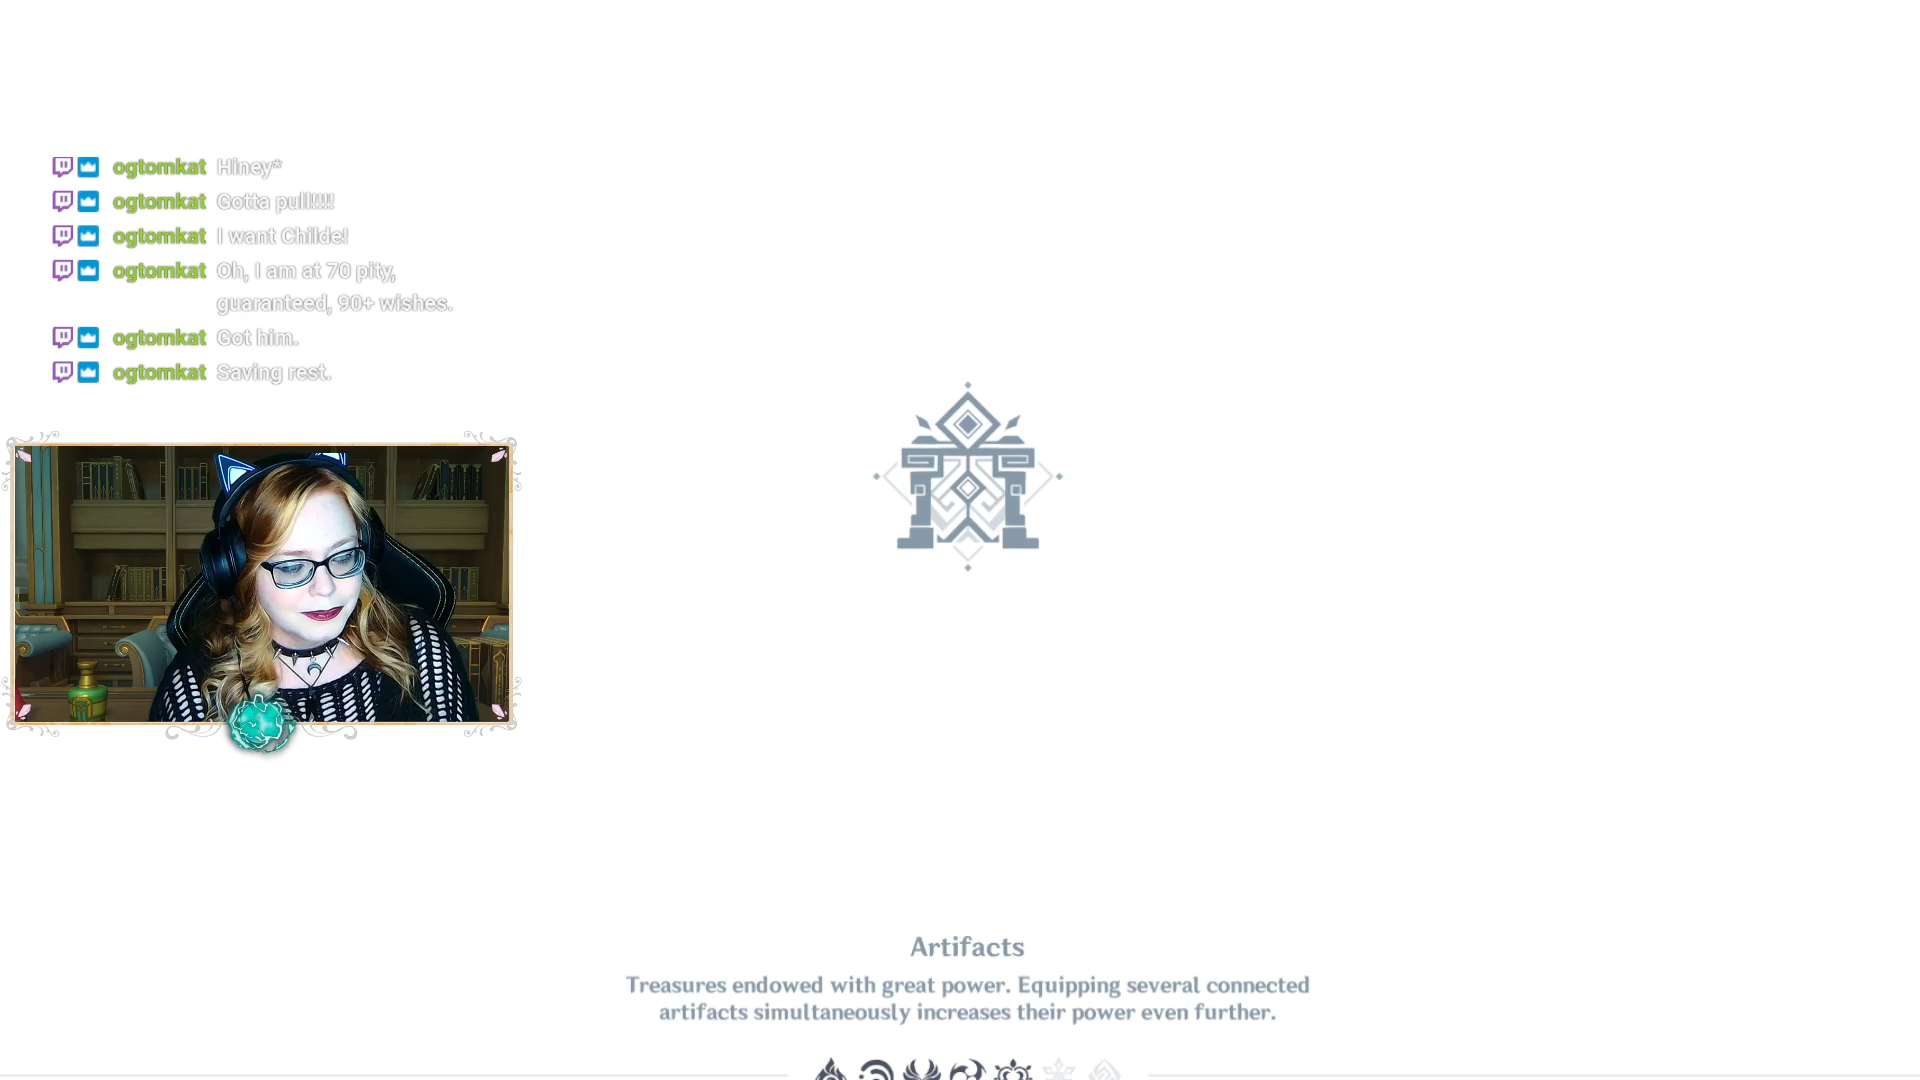 ogtomkat Hiney*
ogtomkat Gotta pull!!!!
ogtomkat I want Childe!
ogtomkat Oh, I am at 70 pity,
guaranteed, 90+ wishes.
ogtomkat Got him.
ogtomkat Saving rest.
Artifacts
Treasures endowed with great power. Equipping several connected
artifacts simultaneously increases their power even further.